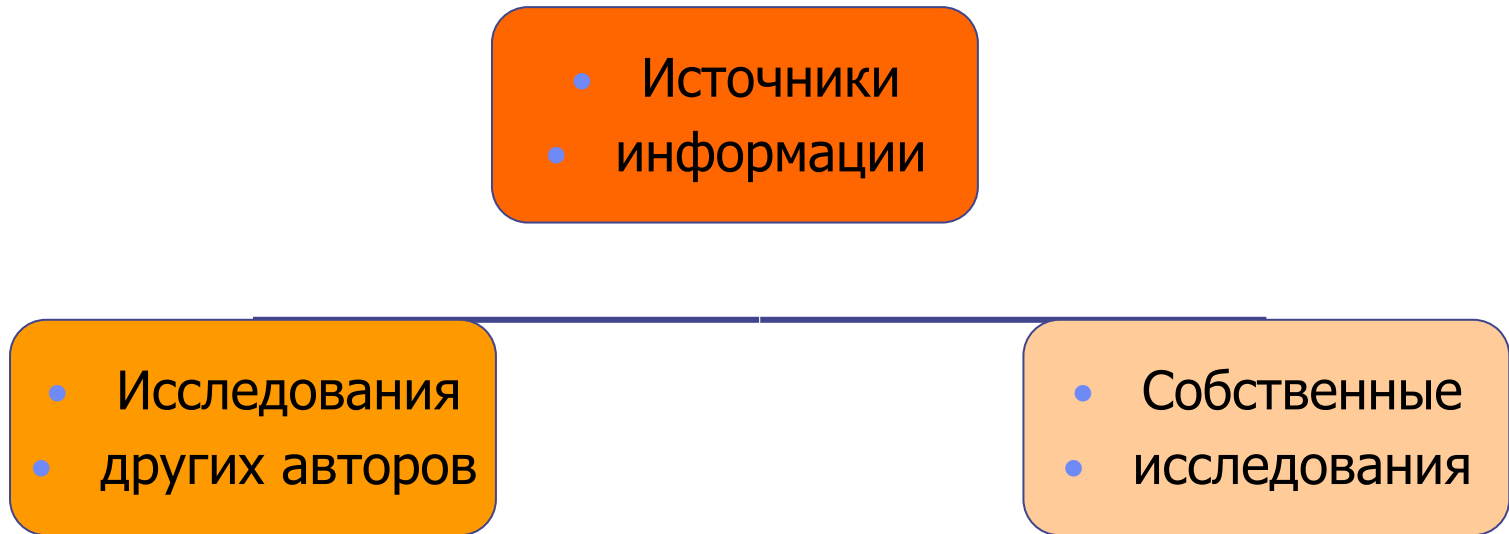 • Источники
• информации
• Исследования
• других авторов
• Собственные
• исследования